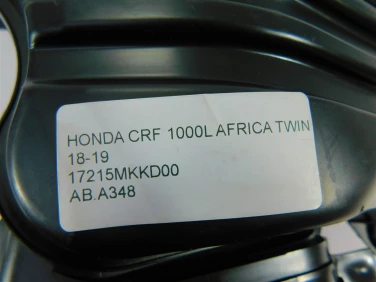 HONDA CRF 1000L AFRICA TWIN
18-19
17215MKKD00
AB.A348